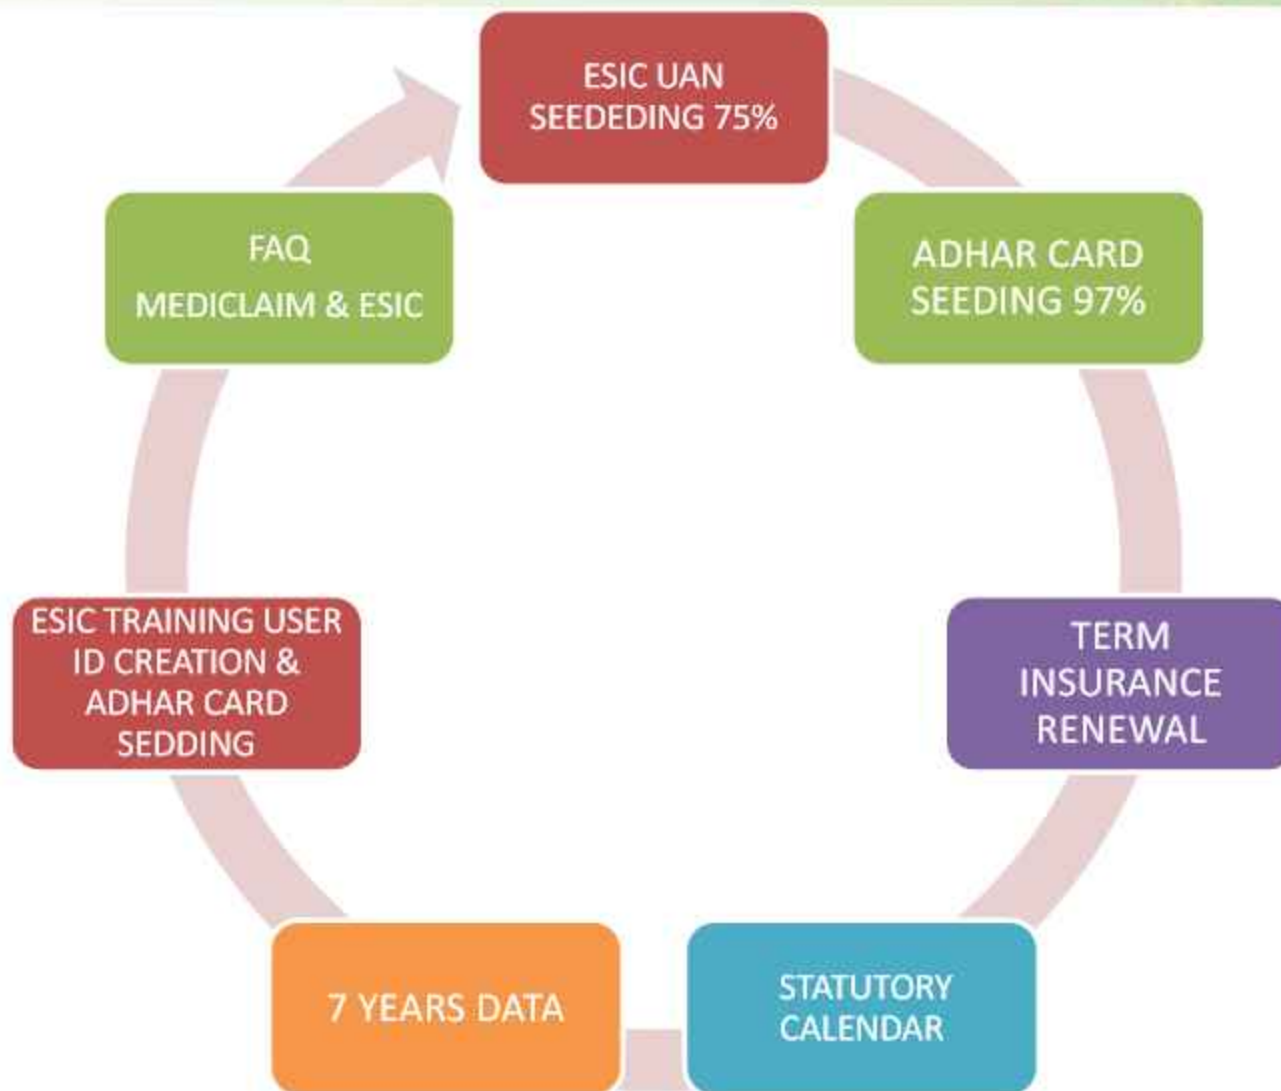 ESIC UAN
SEEDEDING 75%
ADHAR CARD
SEEDING 97%
TERM
INSURANCE
RENEWAL
STATUTORY
CALENDAR
7 YEARS DATA
ESIC TRAINING USER
ID CREATION &
ADHAR CARD
SEDDING
FAQ
MEDICLAIM & ESIC